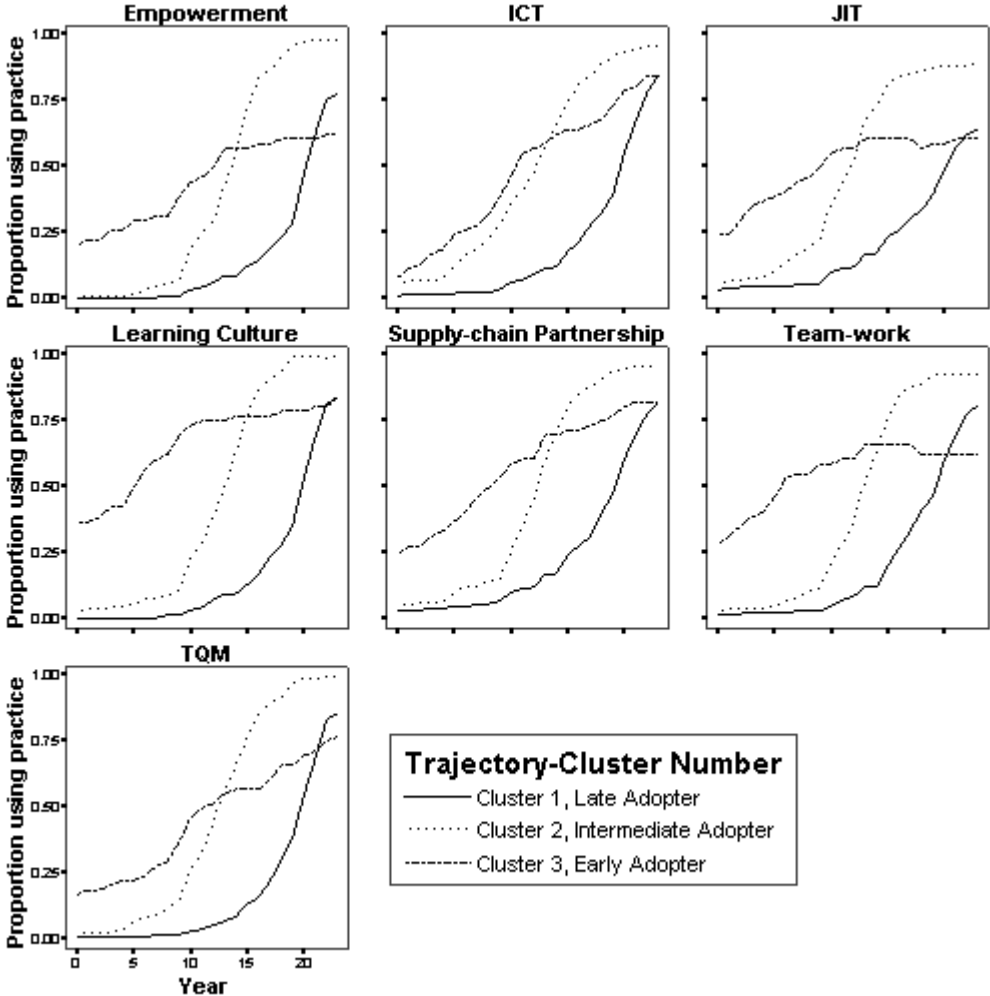 Empowerment
ICT
JIT
Proportion using practice
1.00
0.75
0.50
0.25
0.00
Learning Culture
Supply-chain Partnership
Team-work
Proportion using practice
1.00
0.75
0.50
0.25
0.00
TQM
Proportion using practice
1.00
0.75
0.50
0.25
0.00
0 5 10 15 20
Year
Trajectory-Cluster Number
Cluster 1, Late Adopter
Cluster 2, Intermediate Adopter
Cluster 3, Early Adopter